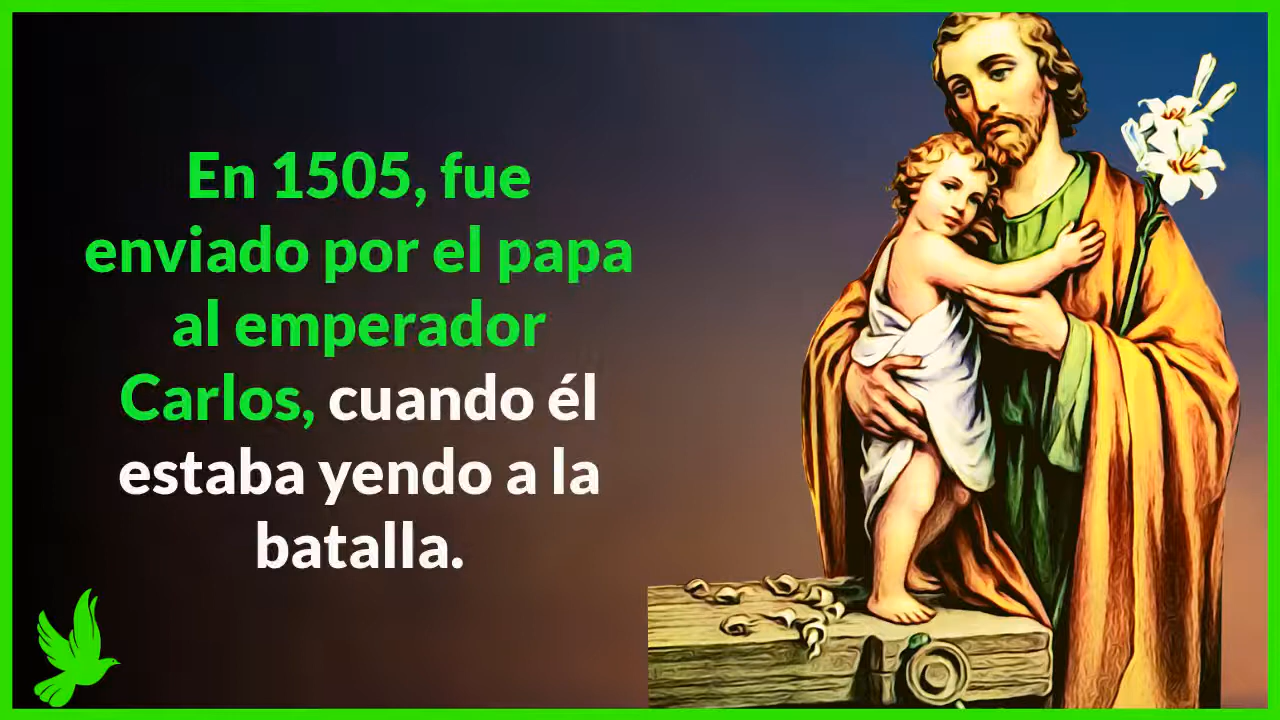 En 1505, fue
enviado por el papa
al emperador
Carlos, cuando él
estaba yendo a la
batalla.